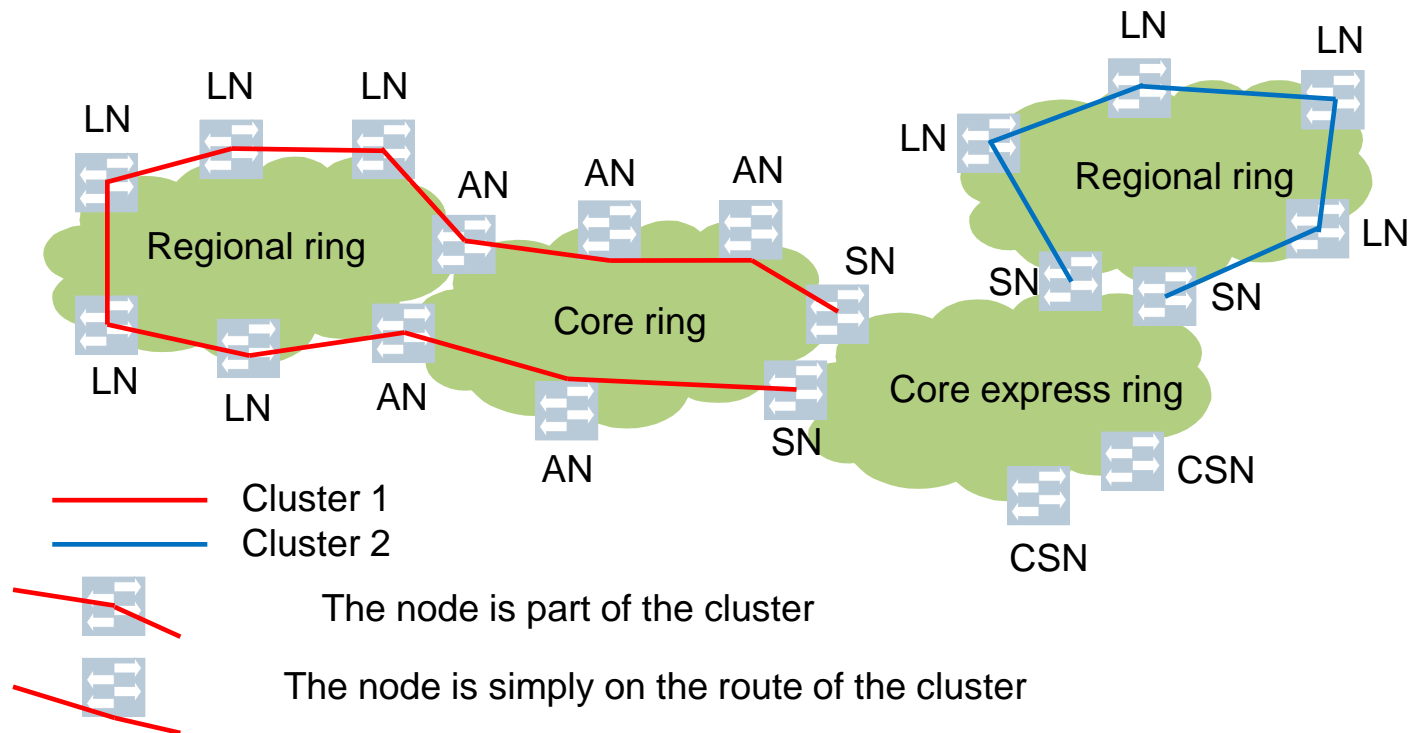 LN
LN
LN
LN
LN
LN
AN
AN
AN
LN
Regional ring
Regional ring
LN
SN
SN
SN
Core ring
LN
LN
AN
Core express ring
SN
AN
CSN
CSN
Cluster 1
Cluster 2
The node is part of the cluster
The node is simply on the route of the cluster